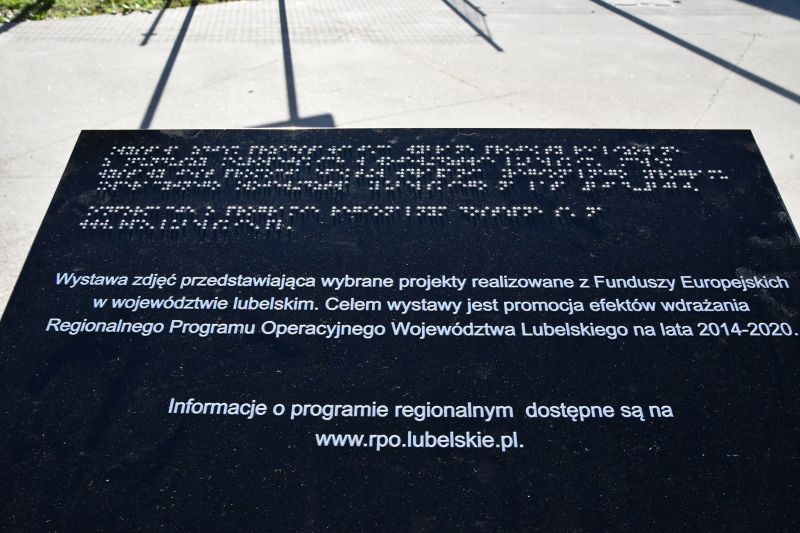 Wystawa zdjęć przedstawiająca wybrane projekty realizowane z Funduszy Europejskich
w województwie lubelskim. Celem wystawy jest promocja efektów wdrażania
Regionalnego Programu Operacyjnego Województwa Lubelskiego na lata 2014-2020.
Informacje o programie regionalnym dostępne są na
www.rpo.lubelskie.pl.